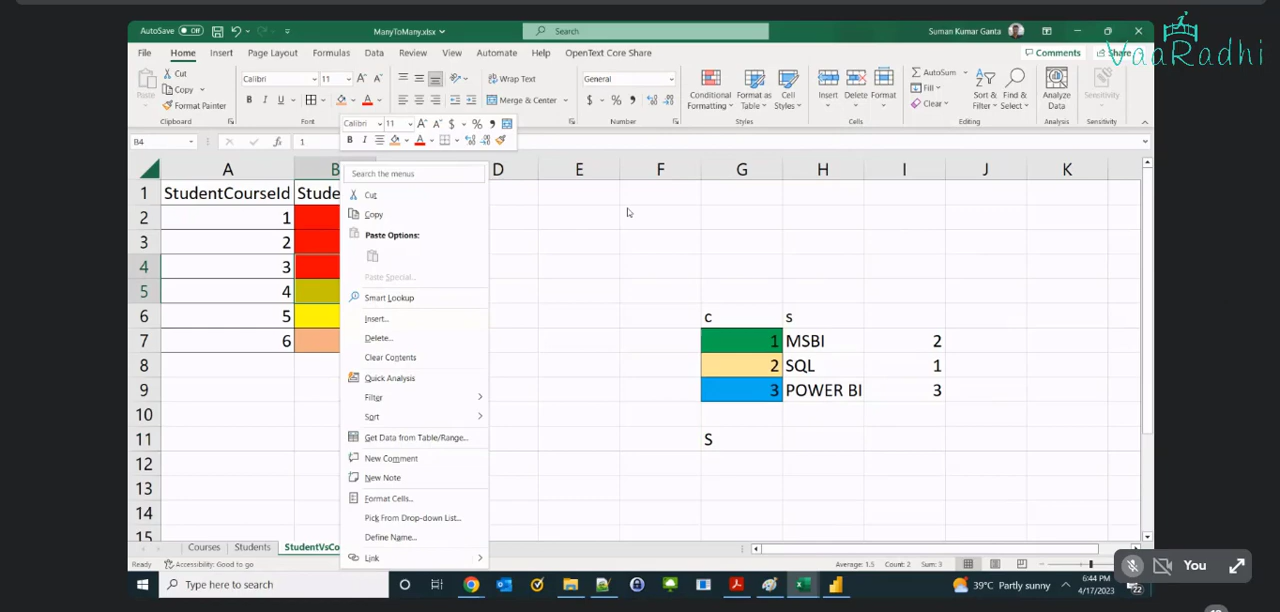 AutoSave Off
ManyToMany.xlsx
Search
Suman Kumar Ganta
VaaRadhi
File Home Insert Page Layout Formulas Data Review View Automate Help OpenText Core Share
Comments Share
Paste
Cut
Copy
Format Painter
Clipboard
Calibri 11
B I U
Font
Wrap Text
Merge & Center
General
$ % ,
Number
Conditional Formatting
Format as Table
Cell Styles
Styles
Insert Delete Format
Cells
AutoSum
Fill
Clear
Sort & Filter
Find & Select
Editing
Analyze Data
Analysis
Sensitivity
Sensitivity
Calibri 11 A A $ % ,
B I
B4
fx 1
A B D E F G H I J K
1 StudentCourseId Stude
2 1
3 2
4 3
5 4
6 5 c s
7 6 1 MSBI 2
8 2 SQL 1
9 3 POWER BI 3
10
11 S
12
13
14
15
Search the menus
Cut
Copy
Paste Options:
Paste Special...
Smart Lookup
Insert...
Delete...
Clear Contents
Quick Analysis
Filter
Sort
Get Data from Table/Range...
New Comment
New Note
Format Cells...
Pick From Drop-down List...
Define Name...
Link
Courses Students StudentVsCo
Ready Accessibility: Good to go
Average: 1.5 Count: 2 Sum: 3
You
Type here to search
39°C Partly sunny
6:44 PM
4/17/2023
22